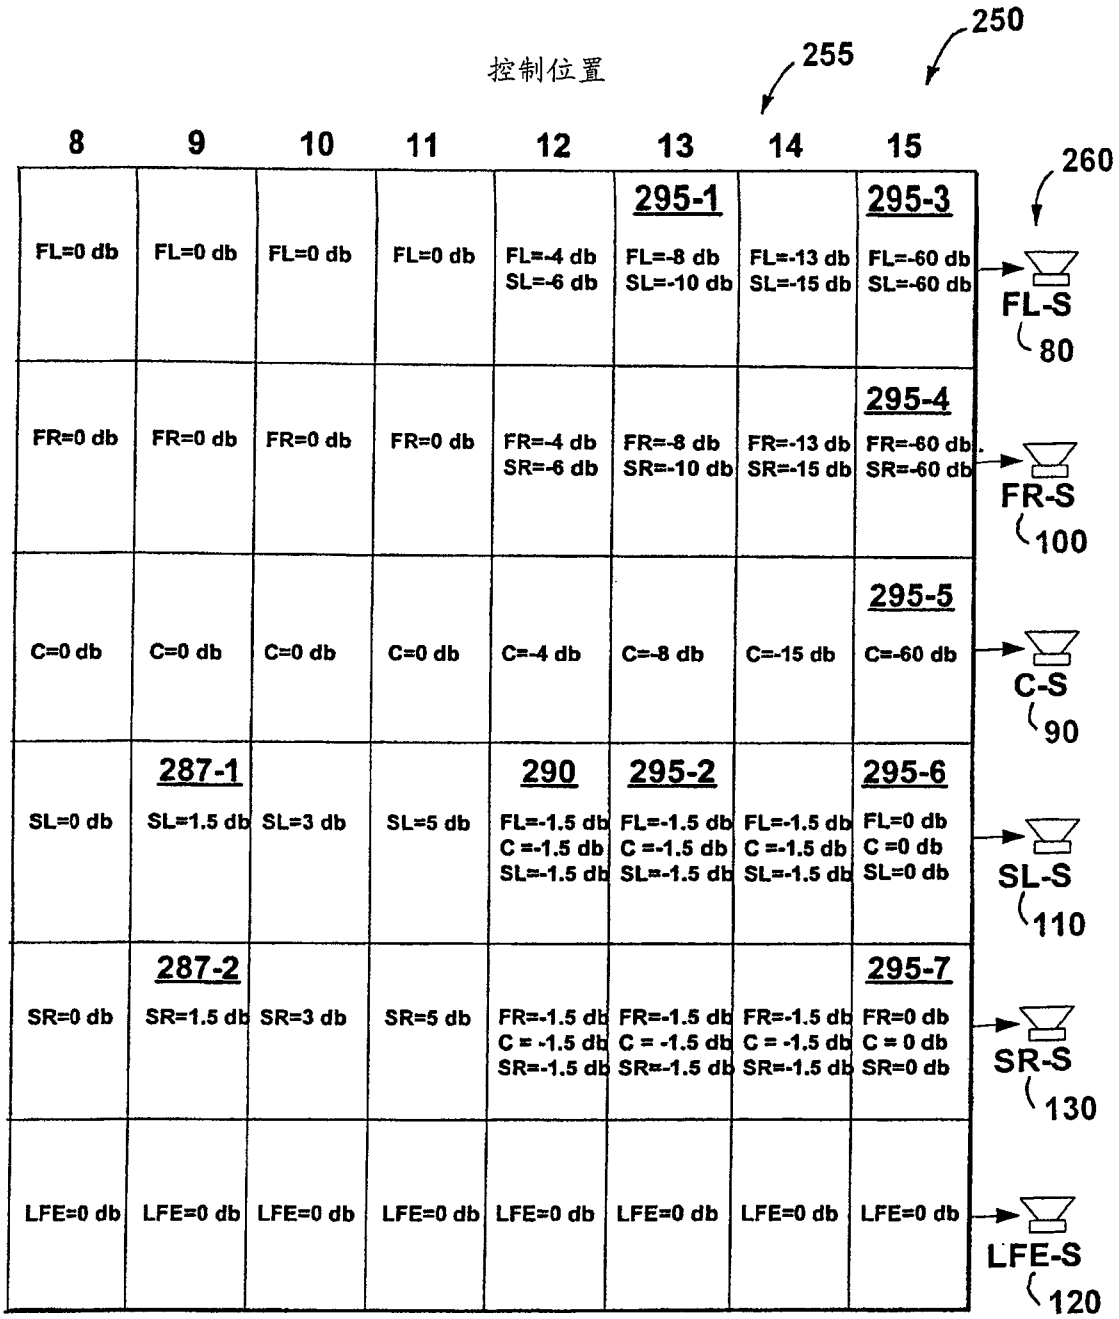 250
控制位置
255
8 9 10 11 12 13 14 15
260
295-1 295-3
FL=0 db FL=0 db FL=0 db FL=0 db FL=-4 db FL=-8 db FL=-13 db FL=-60 db
SL=-6 db SL=-10 db SL=-15 db SL=-60 db
FL-S
80
295-4
FR=0 db FR=0 db FR=0 db FR=0 db FR=-4 db FR=-8 db FR=-13 db FR=-60 db
SR=-6 db SR=-10 db SR=-15 db SR=-60 db
FR-S
100
295-5
C=0 db C=0 db C=0 db C=0 db C=-4 db C=-8 db C=-15 db C=-60 db
C-S
90
287-1 290 295-2 295-6
SL=0 db SL=1.5 db SL=3 db SL=5 db FL=-1.5 db FL=-1.5 db FL=-1.5 db FL=0 db
C =-1.5 db C =-1.5 db C =-1.5 db C =0 db
SL=-1.5 db SL=-1.5 db SL=-1.5 db SL=0 db
SL-S
110
287-2 295-7
SR=0 db SR=1.5 db SR=3 db SR=5 db FR=-1.5 db FR=-1.5 db FR=-1.5 db FR=0 db
C = -1.5 db C = -1.5 db C = -1.5 db C = 0 db
SR=-1.5 db SR=-1.5 db SR=-1.5 db SR=0 db
SR-S
130
LFE=0 db LFE=0 db LFE=0 db LFE=0 db LFE=0 db LFE=0 db LFE=0 db LFE=0 db
LFE-S
120